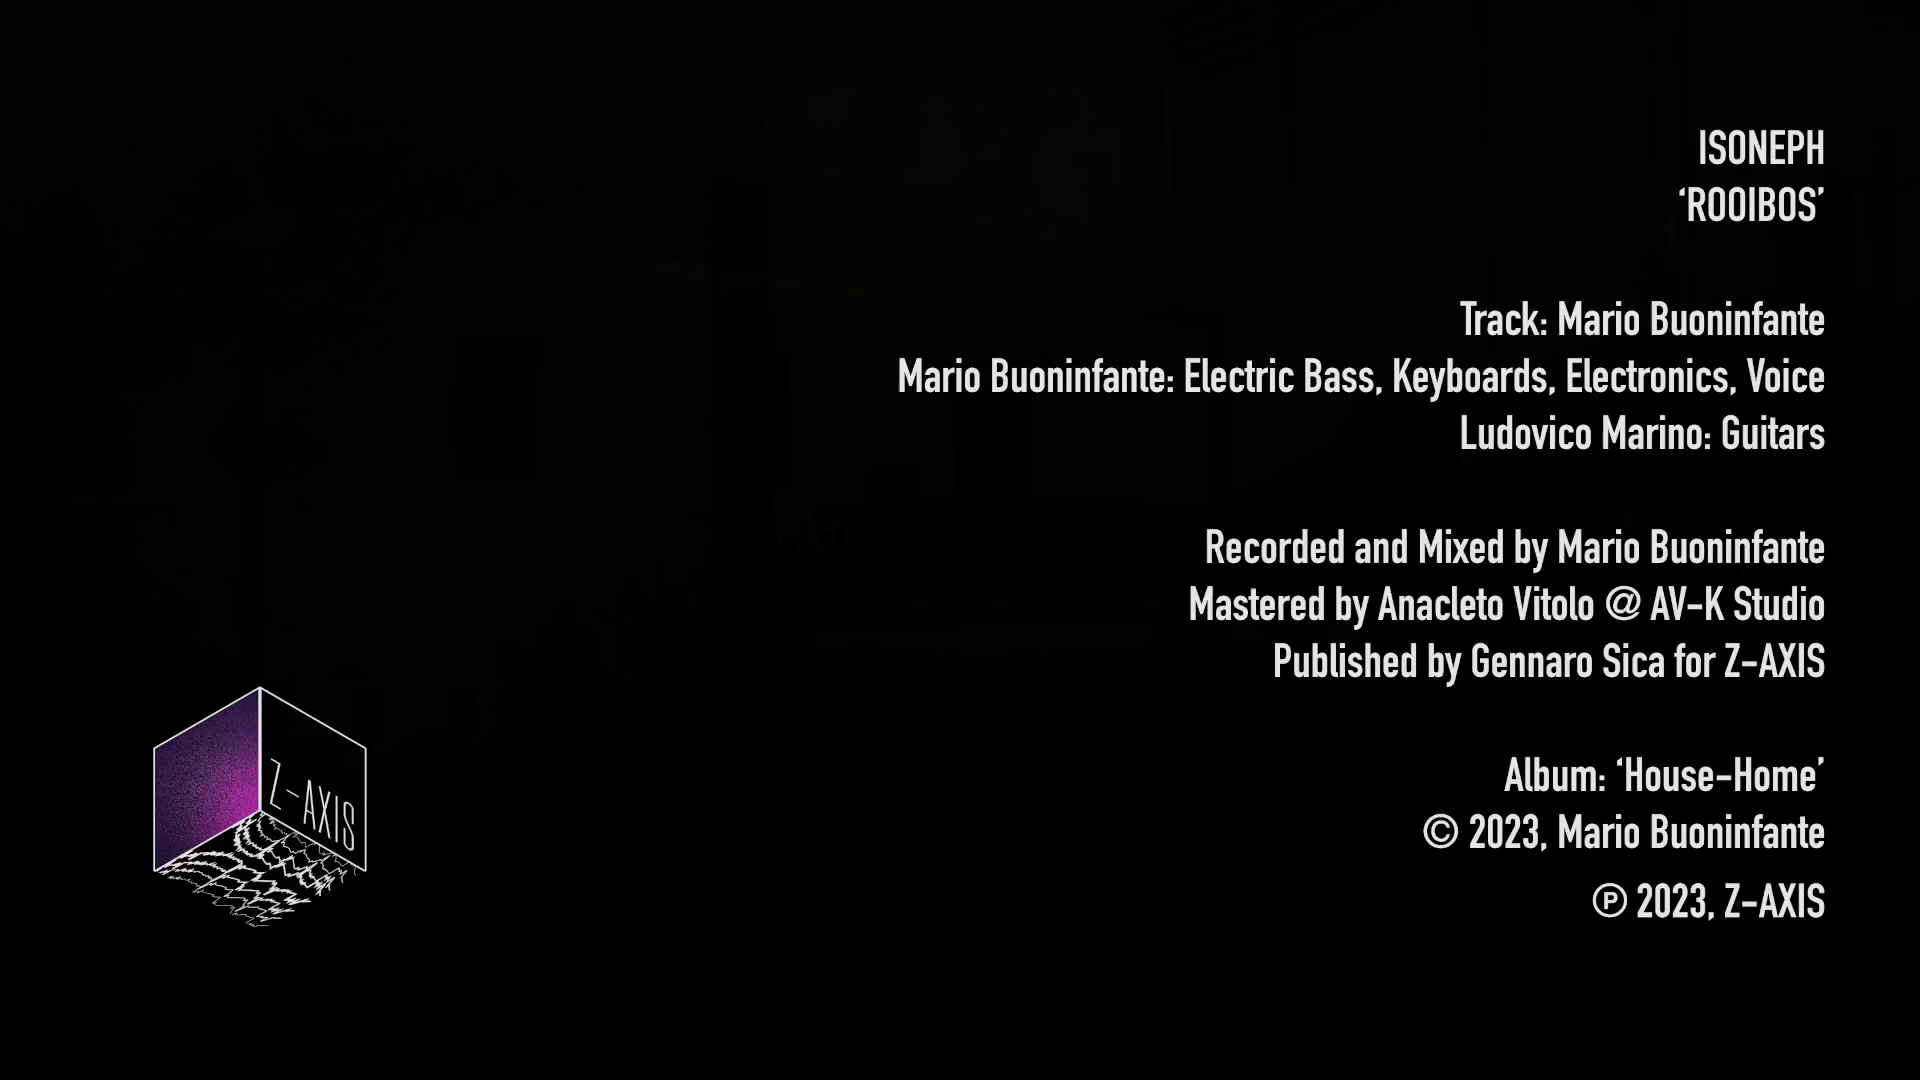 ISONEPH
‘ROOIBOS’
Track: Mario Buoninfante
Mario Buoninfante: Electric Bass, Keyboards, Electronics, Voice
Ludovico Marino: Guitars
Recorded and Mixed by Mario Buoninfante
Mastered by Anacleto Vitolo @ AV-K Studio
Published by Gennaro Sica for Z-AXIS
Album: ‘House-Home’
© 2023, Mario Buoninfante
℗ 2023, Z-AXIS
Z-AXIS